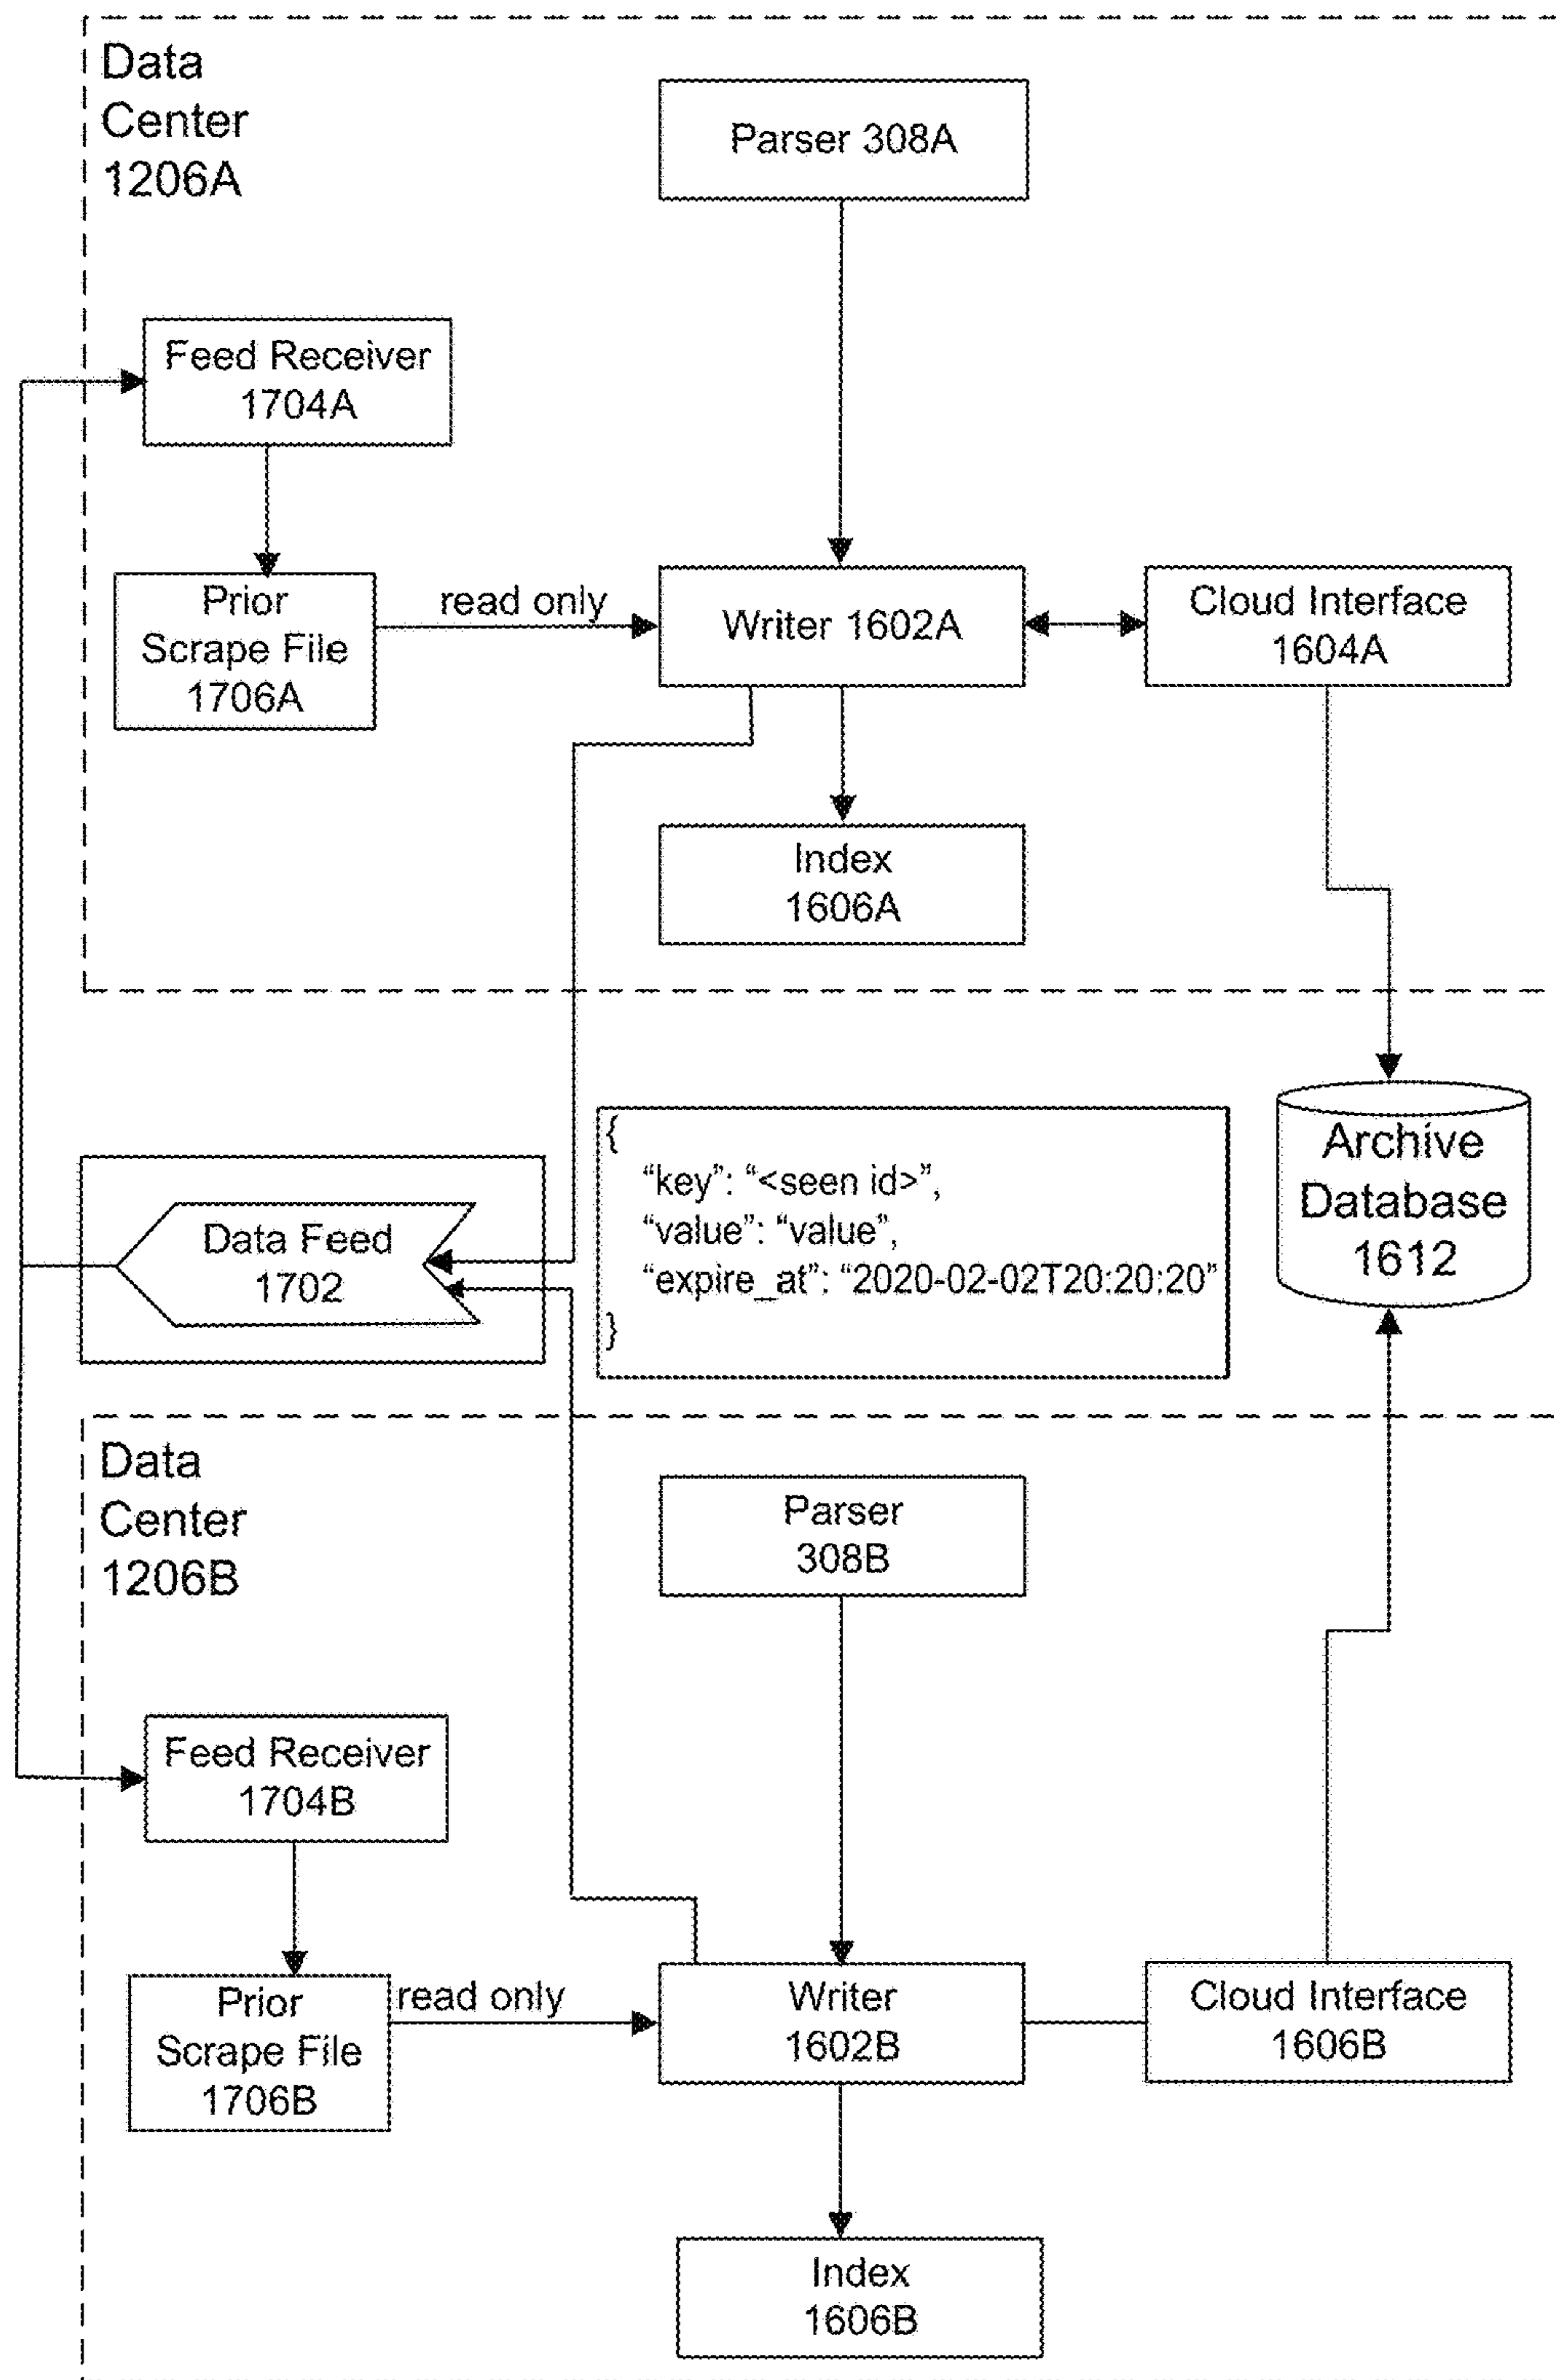 Data
Center
1206A
Parser 308A
Feed Receiver
1704A
Prior
Scrape File
1706A
read only
Writer 1602A
Cloud Interface
1604A
Index
1606A
Data Feed
1702
{
"key": "<seen id>",
"value": "value",
"expire_at": "2020-02-02T20:20:20"
}
Archive
Database
1612
Data
Center
1206B
Parser
308B
Feed Receiver
1704B
Prior
Scrape File
1706B
read only
Writer
1602B
Cloud Interface
1606B
Index
1606B